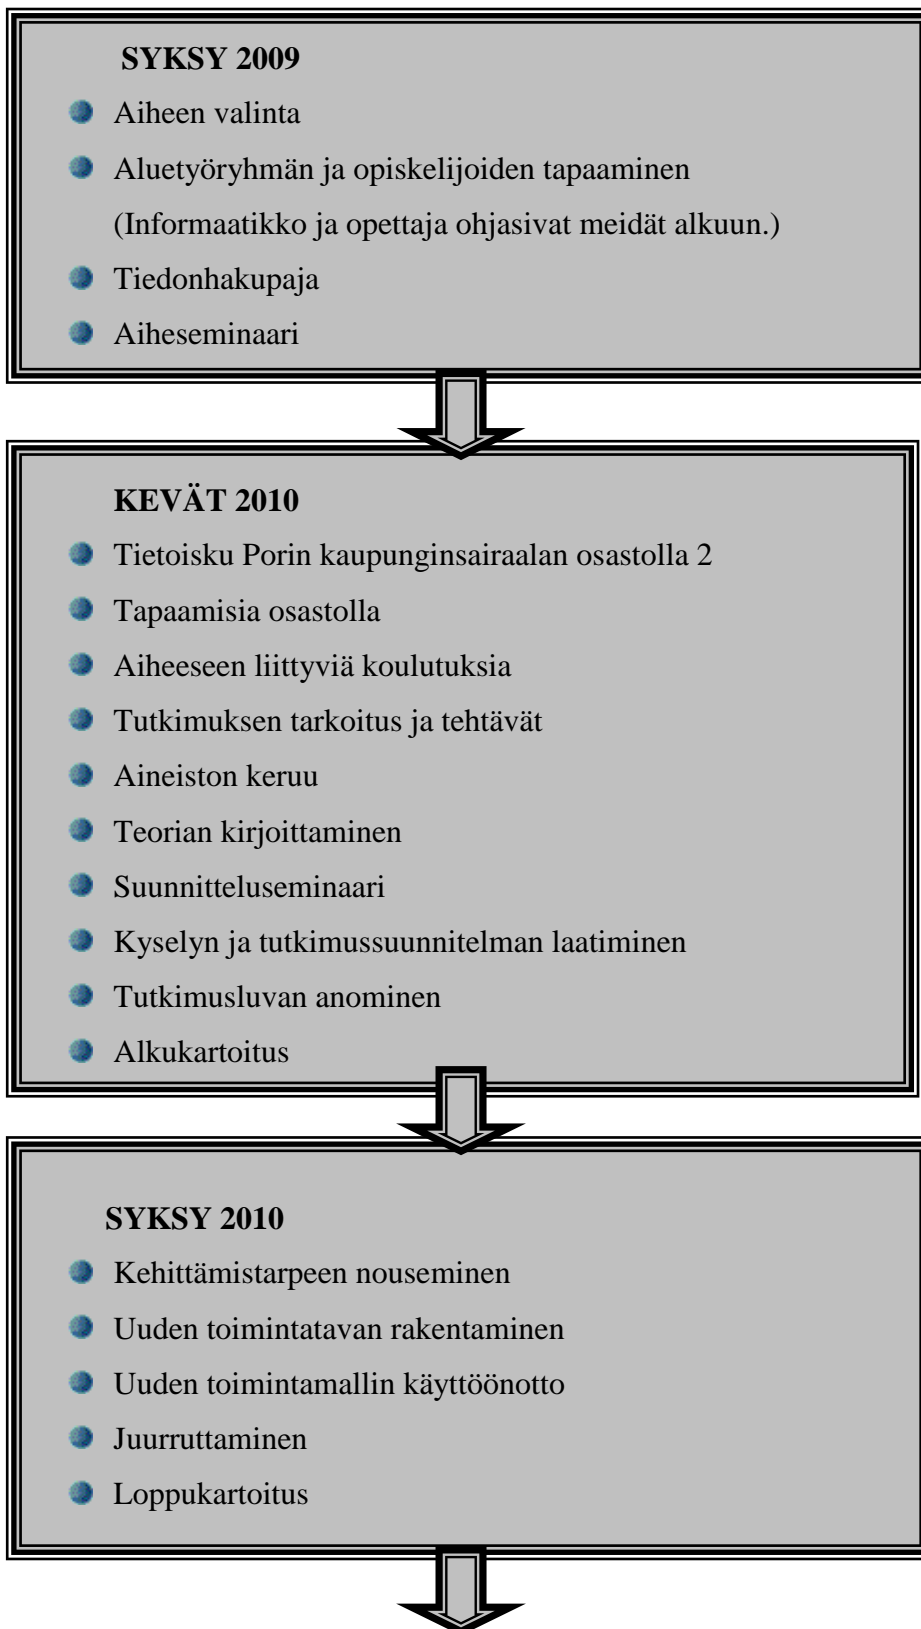 SYKSY 2009
Aiheen valinta
Aluetyöryhmän ja opiskelijoiden tapaaminen
(Informaatikko ja opettaja ohjasivat meidät alkuun.)
Tiedonhakupaja
Aiheseminaari
KEVÄT 2010
Tietoisku Porin kaupunginsairaalan osastolla 2
Tapaamisia osastolla
Aiheeseen liittyviä koulutuksia
Tutkimuksen tarkoitus ja tehtävät
Aineiston keruu
Teorian kirjoittaminen
Suunnitteluseminaari
Kyselyn ja tutkimussuunnitelman laatiminen
Tutkimusluvan anominen
Alkukartoitus
SYKSY 2010
Kehittämistarpeen nouseminen
Uuden toimintatavan rakentaminen
Uuden toimintamallin käyttöönotto
Juurruttaminen
Loppukartoitus